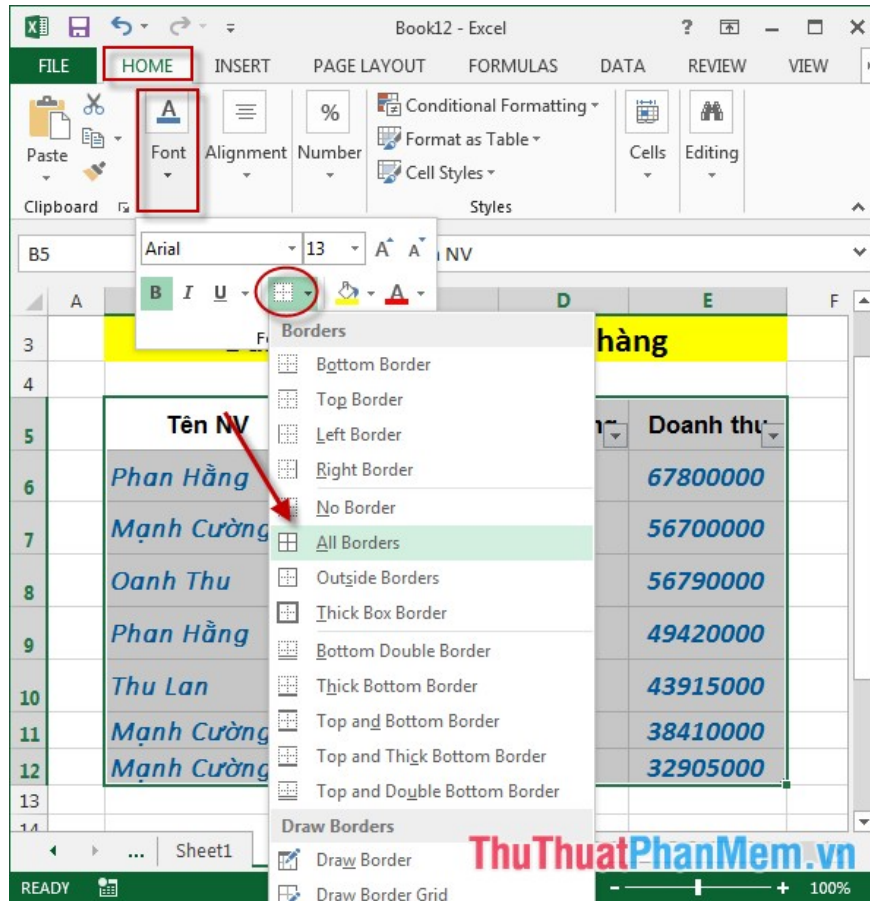 Book12 - Excel
FILE HOME INSERT PAGE LAYOUT FORMULAS DATA REVIEW VIEW
Paste
Font
Alignment
%
Number
Conditional Formatting
Format as Table
Cell Styles
Cells
Editing
Clipboard
Styles
B5
NV
Arial 13 A A
B I U A
A D E F
3 hàng
4
5 Tên NV Doanh thu
6 Phan Hằng 67800000
7 Mạnh Cường 56700000
8 Oanh Thu 56790000
9 Phan Hằng 49420000
10 Thu Lan 43915000
11 Mạnh Cường 38410000
12 Mạnh Cường 32905000
13
14
Borders
Bottom Border
Top Border
Left Border
Right Border
No Border
All Borders
Outside Borders
Thick Box Border
Bottom Double Border
Thick Bottom Border
Top and Bottom Border
Top and Thick Bottom Border
Top and Double Bottom Border
Draw Borders
Draw Border
Draw Border Grid
... Sheet1
ThuThuatPhanMem.vn
READY 100%